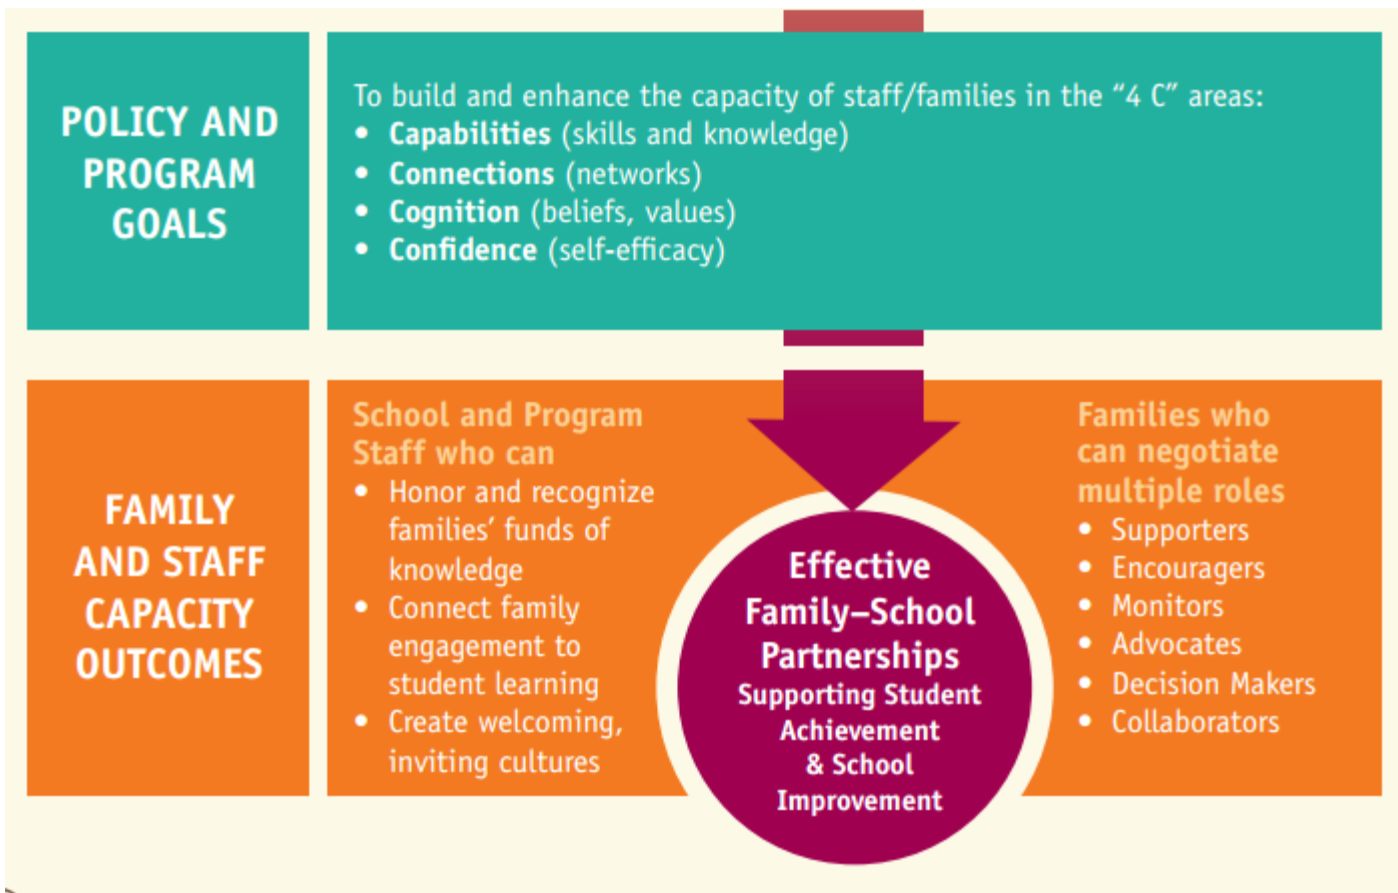 POLICY AND
PROGRAM
GOALS
To build and enhance the capacity of staff/families in the “4 C” areas:
• Capabilities (skills and knowledge)
• Connections (networks)
• Cognition (beliefs, values)
• Confidence (self-efficacy)
FAMILY
AND STAFF
CAPACITY
OUTCOMES
School and Program
Staff who can
• Honor and recognize
families’ funds of
knowledge
• Connect family
engagement to
student learning
• Create welcoming,
inviting cultures
Effective
Family–School
Partnerships
Supporting Student
Achievement
& School
Improvement
Families who
can negotiate
multiple roles
• Supporters
• Encouragers
• Monitors
• Advocates
• Decision Makers
• Collaborators